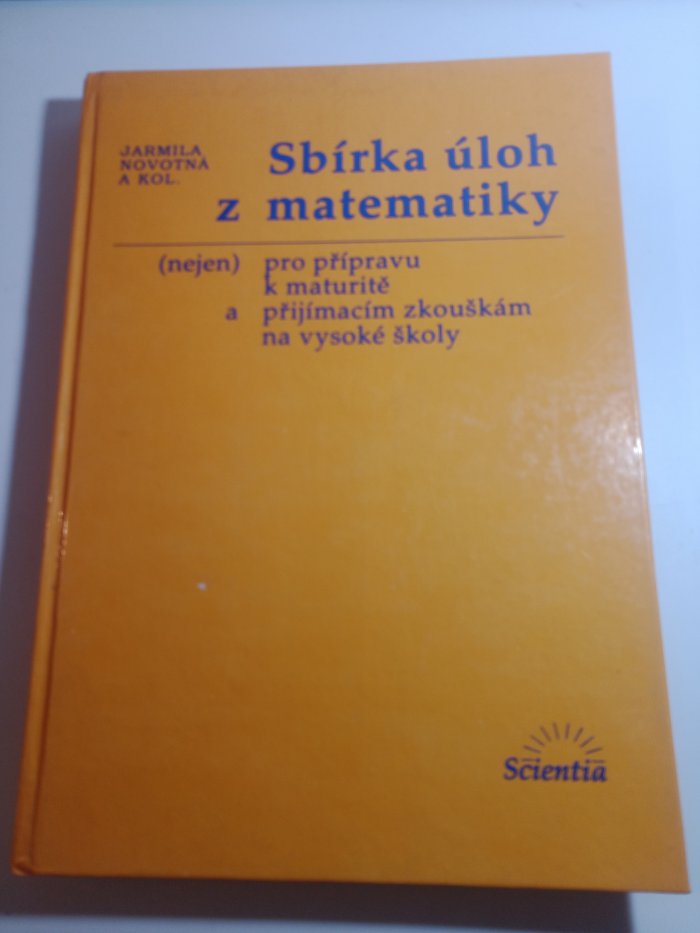 JARMILA
NOVOTNÁ
A KOL.
Sbírka úloh
z matematiky
(nejen) pro přípravu
k maturitě
a přijímacím zkouškám
na vysoké školy
Scientia